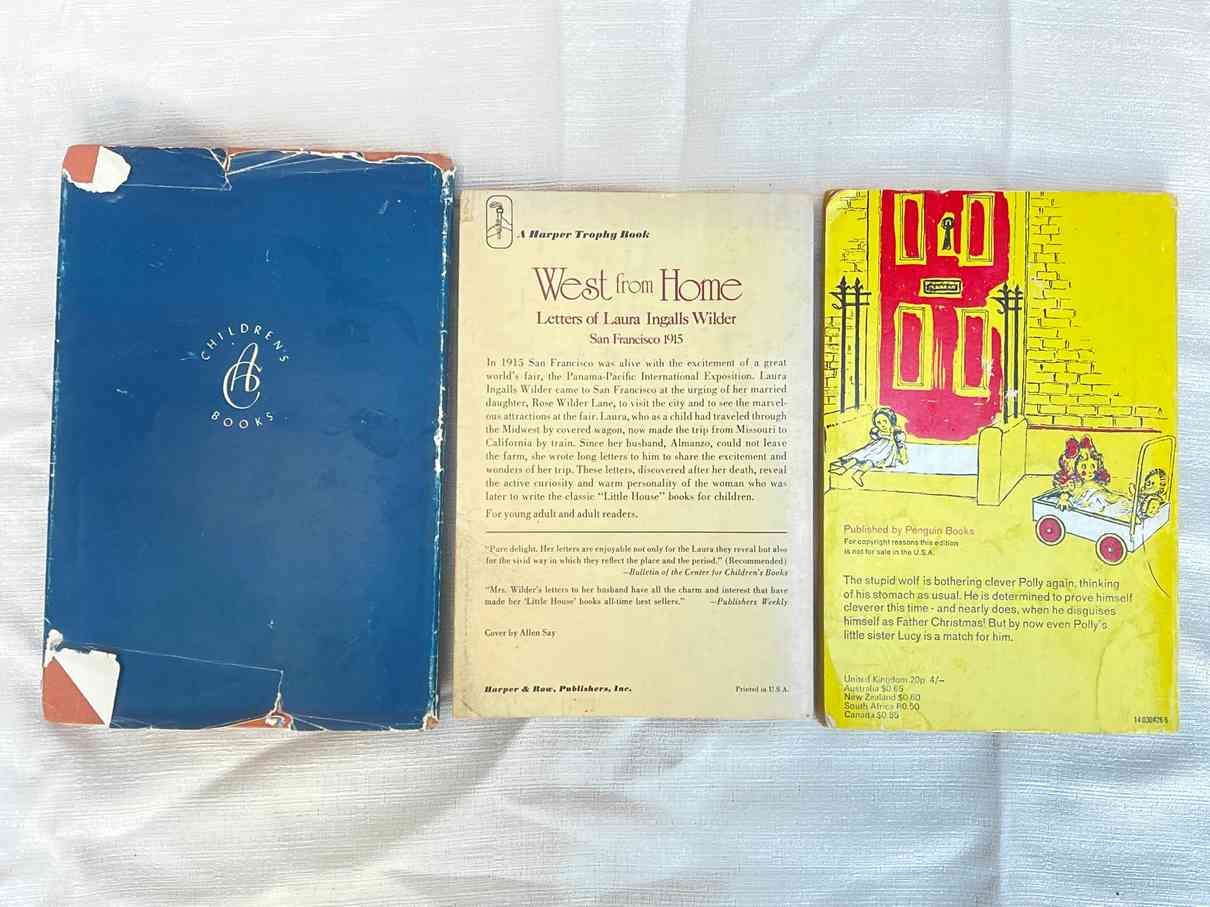 CHILDREN'S
AC
BOOKS
A Harper Trophy Book
West from Home
Letters of Laura Ingalls Wilder
San Francisco 1915
In 1915 San Francisco was alive with the excitement of a great
world's fair, the Panama-Pacific International Exposition. Laura
Ingalls Wilder came to San Francisco at the urging of her married
daughter, Rose Wilder Lane, to visit the city and to see the marvel-
ous attractions at the fair. Laura, who as a child had traveled through
the Midwest by covered wagon, now made the trip from Missouri to
California by train. Since her husband, Almanzo, could not leave
the farm, she wrote long letters to him to share the excitement and
wonders of her trip. These letters, discovered after her death, reveal
the active curiosity and warm personality of the woman who was
later to write the classic "Little House" books for children.
For young adult and adult readers.
"Pure delight. Her letters are enjoyable not only for the Laura they reveal but also
for the vivid way in which they reflect the place and the period." (Recommended)
—Bulletin of the Center for Children's Books
"Mrs. Wilder's letters to her husband have all the charm and interest that have
made her 'Little House' books all-time best sellers." —Publishers Weekly
Cover by Allen Say
Harper & Row, Publishers, Inc.
Printed in U.S.A.
Published by Penguin Books
For copyright reasons this edition
is not for sale in the U.S.A.
The stupid wolf is bothering clever Polly again, thinking
of his stomach as usual. He is determined to prove himself
cleverer this time - and nearly does, when he disguises
himself as Father Christmas! But by now even Polly's
little sister Lucy is a match for him.
United Kingdom 20p 4/-
Australia $0.65
New Zealand $0.60
South Africa R0.50
Canada $0.85